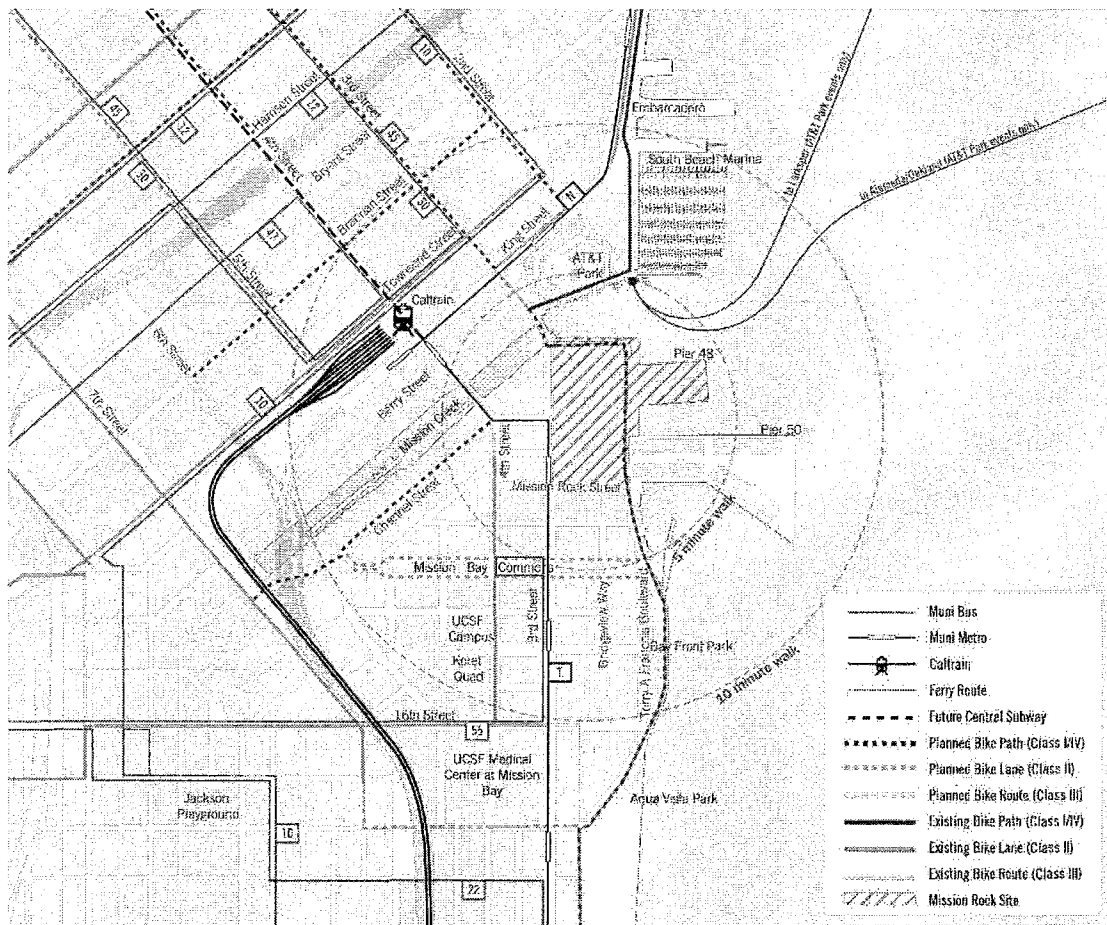 10
2nd Street
3rd Street
45
12
Harrison Street
19
4th Street
45
Bryant Street
30
Brannan Street
30
47
5th Street
6th Street
7th Street
Townsend Street
King Street
N
Embarcadero
South Beach Marina
to Larkspur (AT&T Park events only)
to Alameda/Oakland (AT&T Park events only)
AT&T
Park
Caltrain
10
Berry Street
Mission Creek
Channel Street
4th Street
Pier 48
Pier 50
Mission Rock Street
5 minute walk
10 minute walk
Mission Bay Commons
UCSF
Campus
Koret
Quad
3rd Street
Bridgeview Way
Terry A Francois Boulevard
Bay Front Park
T
16th Street
55
UCSF Medical
Center at Mission
Bay
Jackson
Playground
10
22
Agua Vista Park
Muni Bus
Muni Metro
Caltrain
Ferry Route
Future Central Subway
Planned Bike Path (Class I/IV)
Planned Bike Lane (Class II)
Planned Bike Route (Class III)
Existing Bike Path (Class I/IV)
Existing Bike Lane (Class II)
Existing Bike Route (Class III)
Mission Rock Site